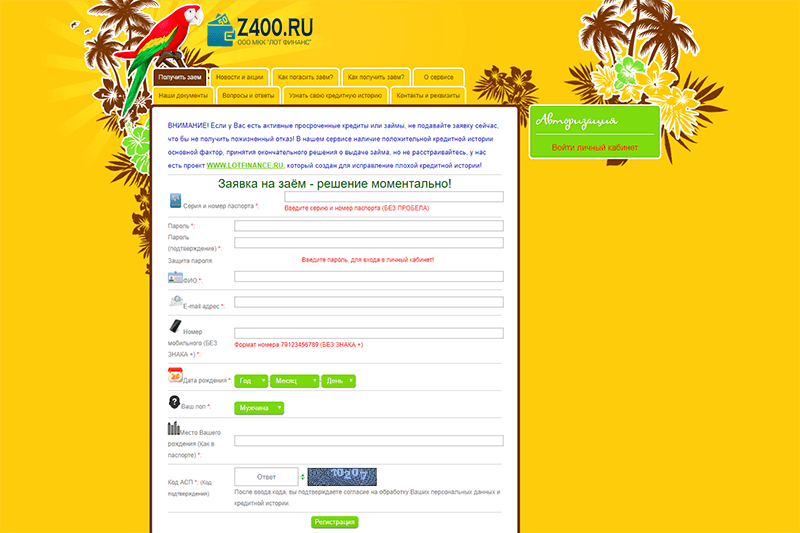 Z400.RU
ООО МКК "ЛОТ ФИНАНС"
Получить заем
Новости и акции
Как погасить заём?
Как получить заём?
О сервисе
Наши документы
Вопросы и ответы
Узнать свою кредитную историю
Контакты и реквизиты
Авторизация
Войти личный кабинет
ВНИМАНИЕ! Если у Вас есть активные просроченные кредиты или займы, не подавайте заявку сейчас,
что бы не получить пожизненный отказ! В нашем сервисе наличие положительной кредитной истории
основной фактор, принятия окончательного решения о выдаче займа, но не расстраивайтесь, у нас
есть проект WWW.LOTFINANCE.RU, который создан для исправление плохой кредитной истории!
Заявка на заём - решение моментально!
Серия и номер паспорта *:
Введите серию и номер паспорта (БЕЗ ПРОБЕЛА)
Пароль *:
Пароль
(подтверждение) *:
Защита пароля:
Введите пароль, для входа в личный кабинет!
ФИО *:
E-mail адрес *:
Номер
мобильного (БЕЗ
ЗНАКА +) *:
Формат номера 79123456789 (БЕЗ ЗНАКА +)
Дата рождения *:
Год
Месяц
День
Ваш пол *:
Мужчина
Место Вашего
рождения (Как в
паспорте) *:
Код АСП *: (Код
подтверждения)
Ответ
10207
После ввода кода, вы подтверждаете согласие на обработку Ваших персональных данных и
кредитной истории.
Регистрация